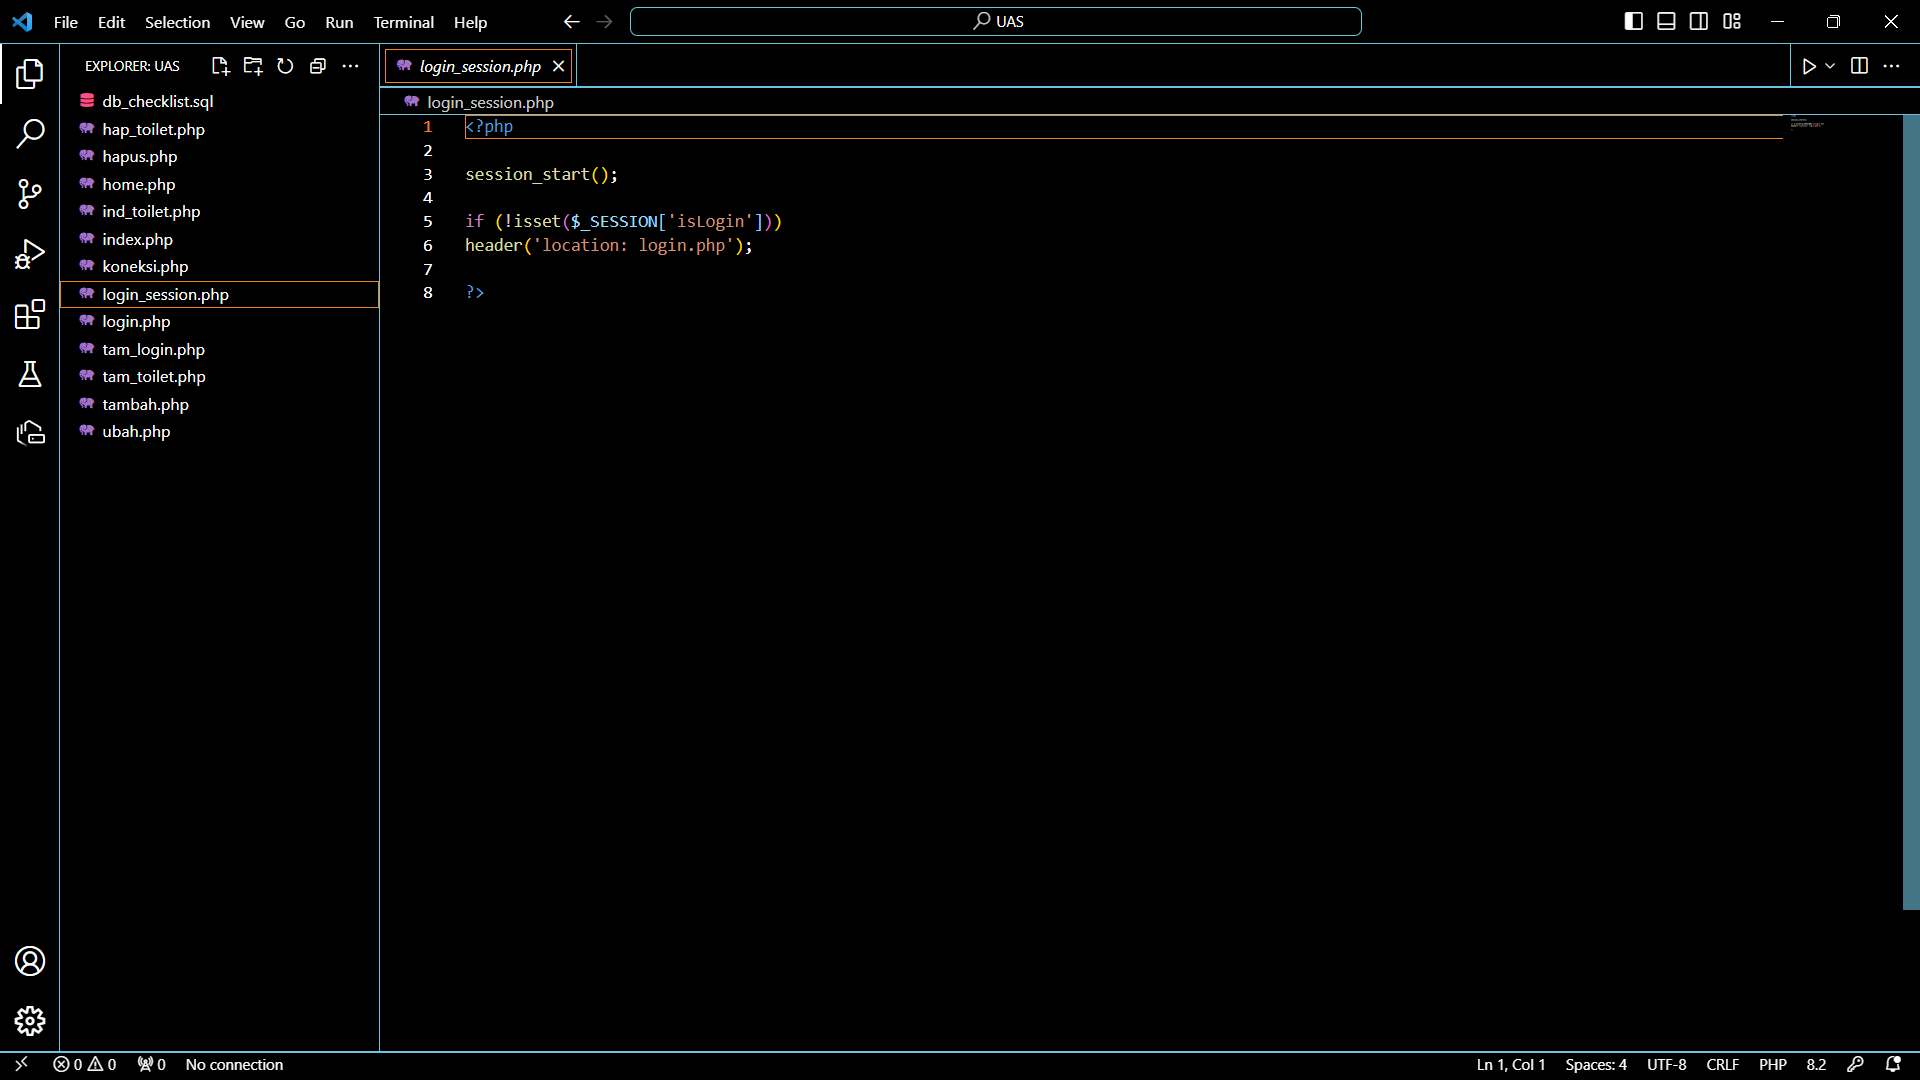 File Edit Selection View Go Run Terminal Help UAS
EXPLORER: UAS
db_checklist.sql
hap_toilet.php
hapus.php
home.php
ind_toilet.php
index.php
koneksi.php
login_session.php
login.php
tam_login.php
tam_toilet.php
tambah.php
ubah.php
login_session.php
login_session.php
1 <?php
2
3 session_start();
4
5 if (!isset($_SESSION['isLogin']))
6 header('location: login.php');
7
8 ?>
0 0 0 No connection Ln 1, Col 1 Spaces: 4 UTF-8 CRLF PHP 8.2